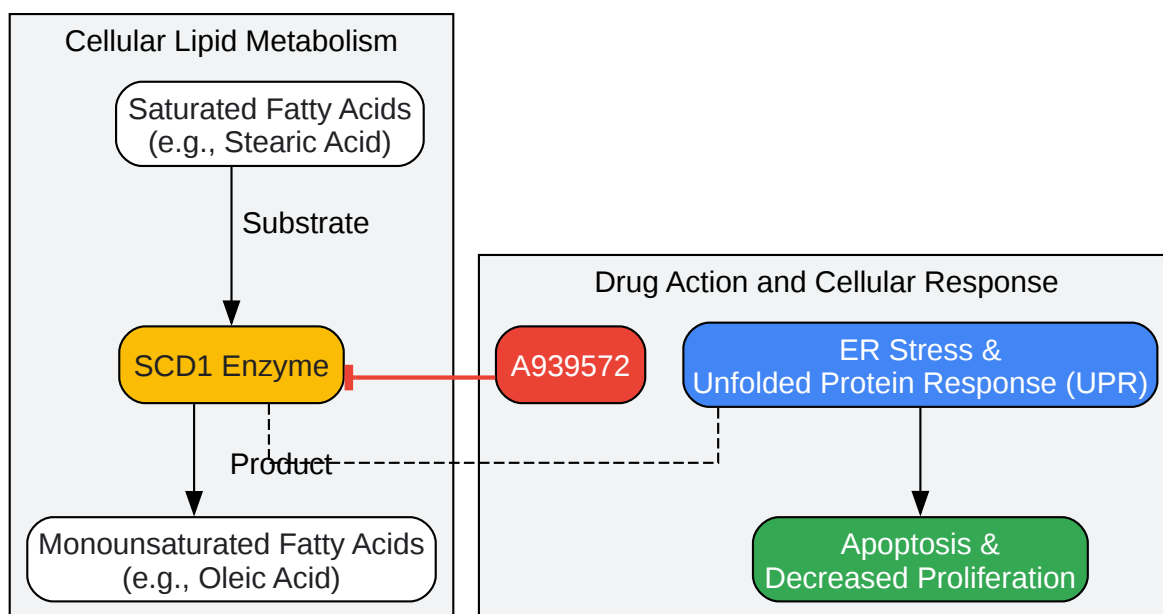 Cellular Lipid Metabolism
Saturated Fatty Acids
(e.g., Stearic Acid)
Substrate
SCD1 Enzyme
Product
Monounsaturated Fatty Acids
(e.g., Oleic Acid)
Drug Action and Cellular Response
A939572
ER Stress &
Unfolded Protein Response (UPR)
Apoptosis &
Decreased Proliferation